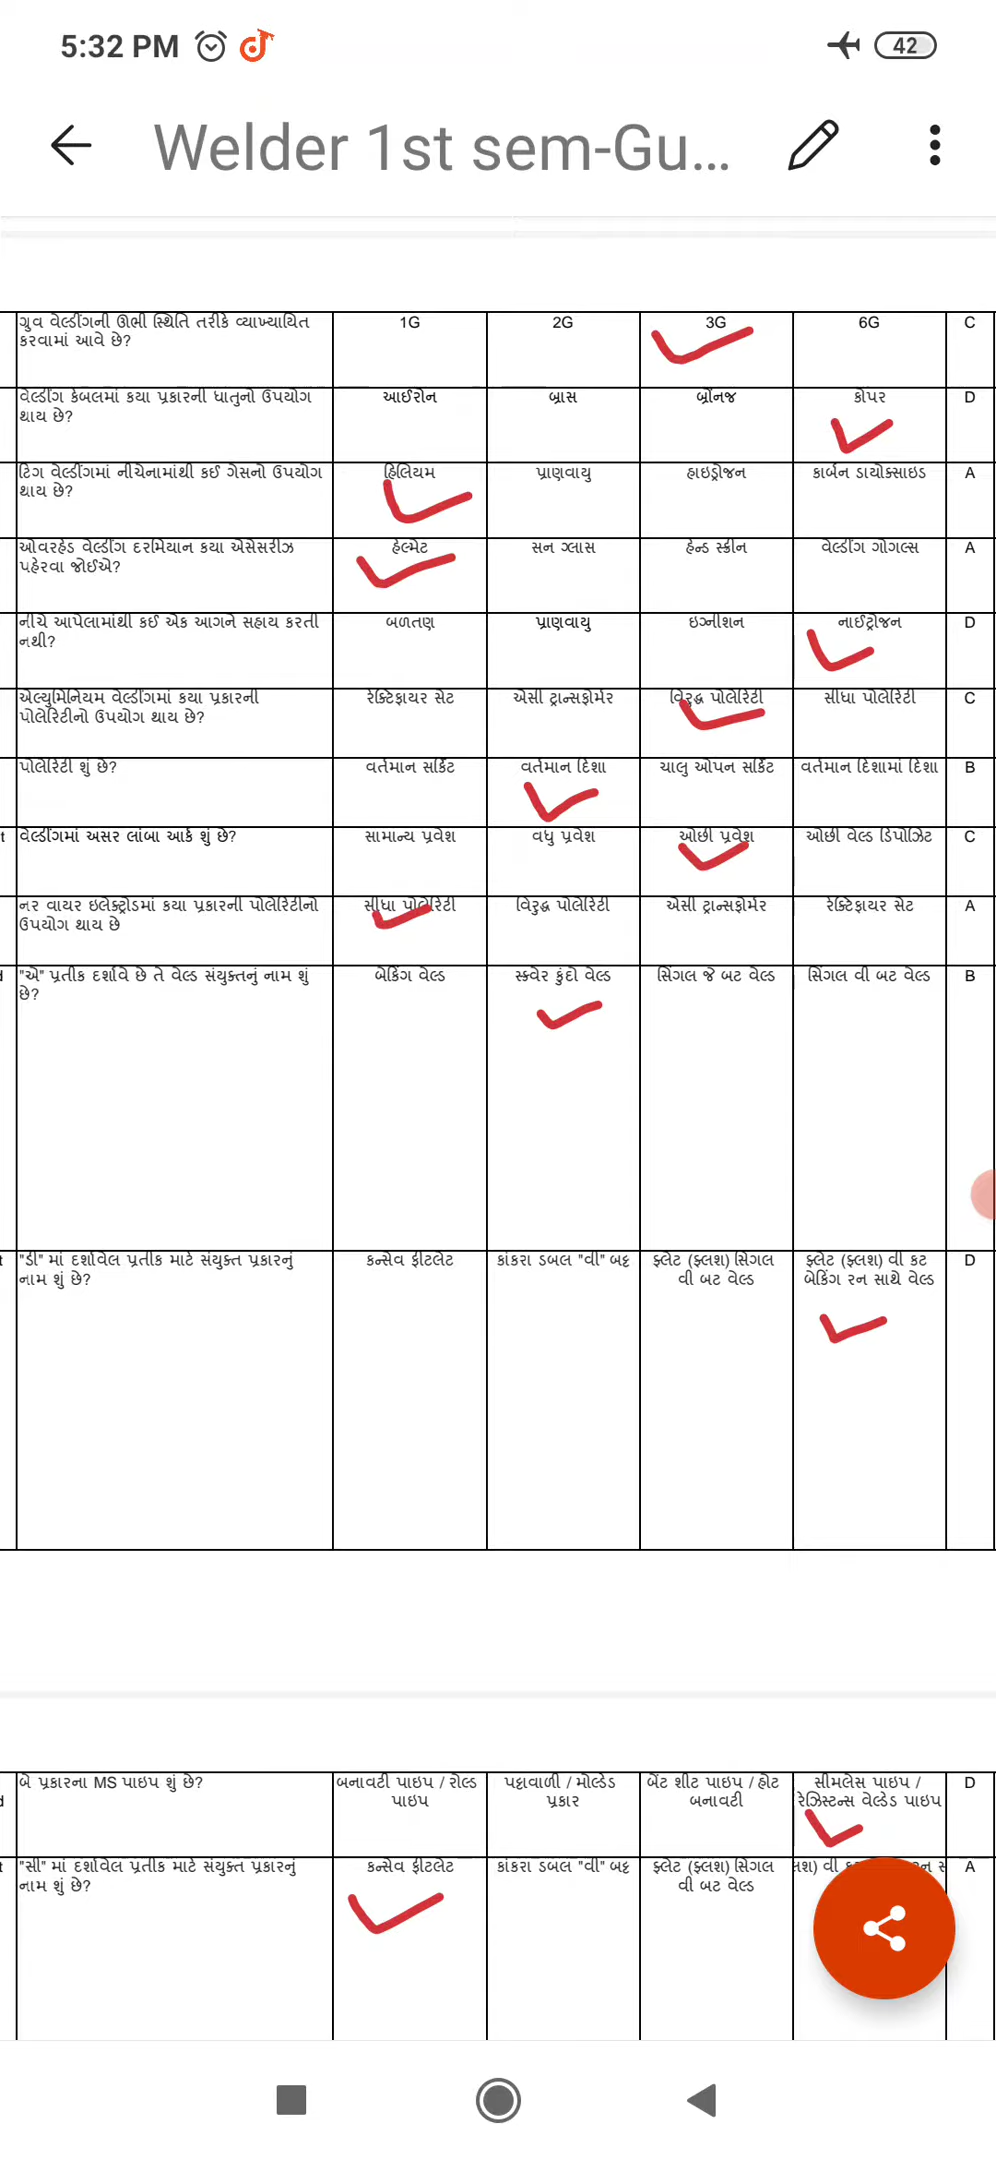 5:32 PM
42
Welder 1st sem-Gu...
ગ્રુવ વેલ્ડીંગની ઊભી સ્થિતિ તરીકે વ્યાખ્યાયિત
કરવામાં આવે છે?
1G
2G
3G
6G
C
વેલ્ડીંગ કેબલમાં કયા પ્રકારની ધાતુનો ઉપયોગ
થાય છે?
આઈરોન
બ્રાસ
બ્રોંનજ
કોપર
D
ટિગ વેલ્ડીંગમાં નીચેનામાંથી કઈ ગેસનો ઉપયોગ
થાય છે?
હિલિયમ
પ્રાણવાયુ
હાઇડ્રોજન
કાર્બન ડાયોક્સાઇડ
A
ઓવરહેડ વેલ્ડીંગ દરમિયાન કયા એસેસરીઝ
પહેરવા જોઈએ?
હેલ્મેટ
સન ગ્લાસ
હેન્ડ સ્ક્રીન
વેલ્ડીંગ ગોગલ્સ
A
નીચે આપેલામાંથી કઈ એક આગને સહાય કરતી
નથી?
બળતણ
પ્રાણવાયુ
ઇગ્નીશન
નાઈટ્રોજન
D
એલ્યુમિનિયમ વેલ્ડીંગમાં કયા પ્રકારની
પોલેરિટીનો ઉપયોગ થાય છે?
રેક્ટિફાયર સેટ
એસી ટ્રાન્સફોર્મર
વિરુદ્ધ પોલેરિટી
સીધા પોલેરિટી
C
પોલેરિટી શું છે?
વર્તમાન સર્કિટ
વર્તમાન દિશા
ચાલુ ઓપન સર્કિટ
વર્તમાન દિશામાં દિશા
B
t
વેલ્ડીંગમાં અસર લાંબા આર્ક શું છે?
સામાન્ય પ્રવેશ
વધુ પ્રવેશ
ઓછી પ્રવેશ
ઓછી વેલ્ડ ડિપોઝિટ
C
નર વાયર ઇલેક્ટ્રોડમાં કયા પ્રકારની પોલેરિટીનો
ઉપયોગ થાય છે
સીધા પોલેરિટી
વિરુદ્ધ પોલેરિટી
એસી ટ્રાન્સફોર્મર
રેક્ટિફાયર સેટ
A
"એ" પ્રતીક દર્શાવે છે તે વેલ્ડ સંયુક્તનું નામ શું
છે?
બેકિંગ વેલ્ડ
સ્ક્વેર કુંદો વેલ્ડ
સિંગલ જે બટ વેલ્ડ
સિંગલ વી બટ વેલ્ડ
B
"ડી" માં દર્શાવેલ પ્રતીક માટે સંયુક્ત પ્રકારનું
નામ શું છે?
કન્સેવ ફીટલેટ
કાંકરા ડબલ "વી" બટ્ટ
ફ્લેટ (ફ્લશ) સિંગલ
વી બટ વેલ્ડ
ફ્લેટ (ફ્લશ) વી કટ
બેકિંગ રન સાથે વેલ્ડ
D
બે પ્રકારના MS પાઇપ શું છે?
બનાવટી પાઇપ / રોલ્ડ
પાઇપ
પટ્ટાવાળી / મોલ્ડેડ
પ્રકાર
બેંટ શીટ પાઇપ / હોટ
બનાવટી
સીમલેસ પાઇપ /
રેઝિસ્ટન્સ વેલ્ડેડ પાઇપ
D
"સી" માં દર્શાવેલ પ્રતીક માટે સંયુક્ત પ્રકારનું
નામ શું છે?
કન્સેવ ફીટલેટ
કાંકરા ડબલ "વી" બટ્ટ
ફ્લેટ (ફ્લશ) સિંગલ
વી બટ વેલ્ડ
વી
A